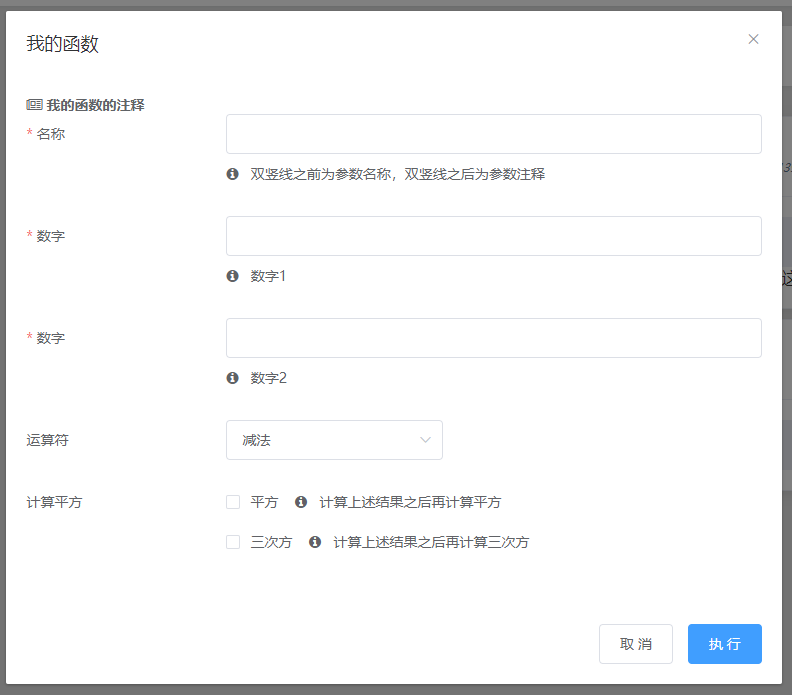 我的函数
我的函数的注释
* 名称
双竖线之前为参数名称，双竖线之后为参数注释
* 数字
数字1
* 数字
数字2
运算符
减法
计算平方
平方 计算上述结果之后再计算平方
三次方 计算上述结果之后再计算三次方
取 消
执 行
这